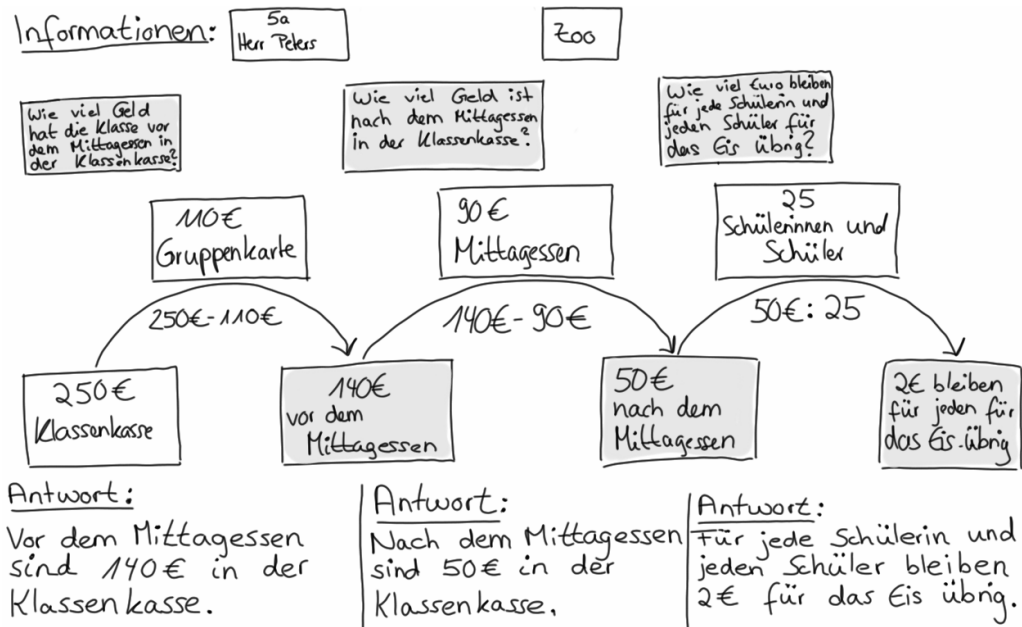 Informationen:
5a
Herr Peters
Zoo
Wie viel Geld
hat die Klasse vor
dem Mittagessen in
der Klassenkasse?
Wie viel Geld ist
nach dem Mittagessen
in der Klassenkasse?
Wie viel Euro bleiben
für jede Schülerin und
jeden Schüler für
das Eis übrig?
110€
Gruppenkarte
90€
Mittagessen
25
Schülerinnen und
Schüler
250€-110€
140€-90€
50€:25
250€
Klassenkasse
140€
vor dem
Mittagessen
50€
nach dem
Mittagessen
2€ bleiben
für jeden für
das Eis übrig
Antwort:
Vor dem Mittagessen
sind 140€ in der
Klassenkasse.
Antwort:
Nach dem Mittagessen
sind 50€ in der
Klassenkasse.
Antwort:
Für jede Schülerin und
jeden Schüler bleiben
2€ für das Eis übrig.